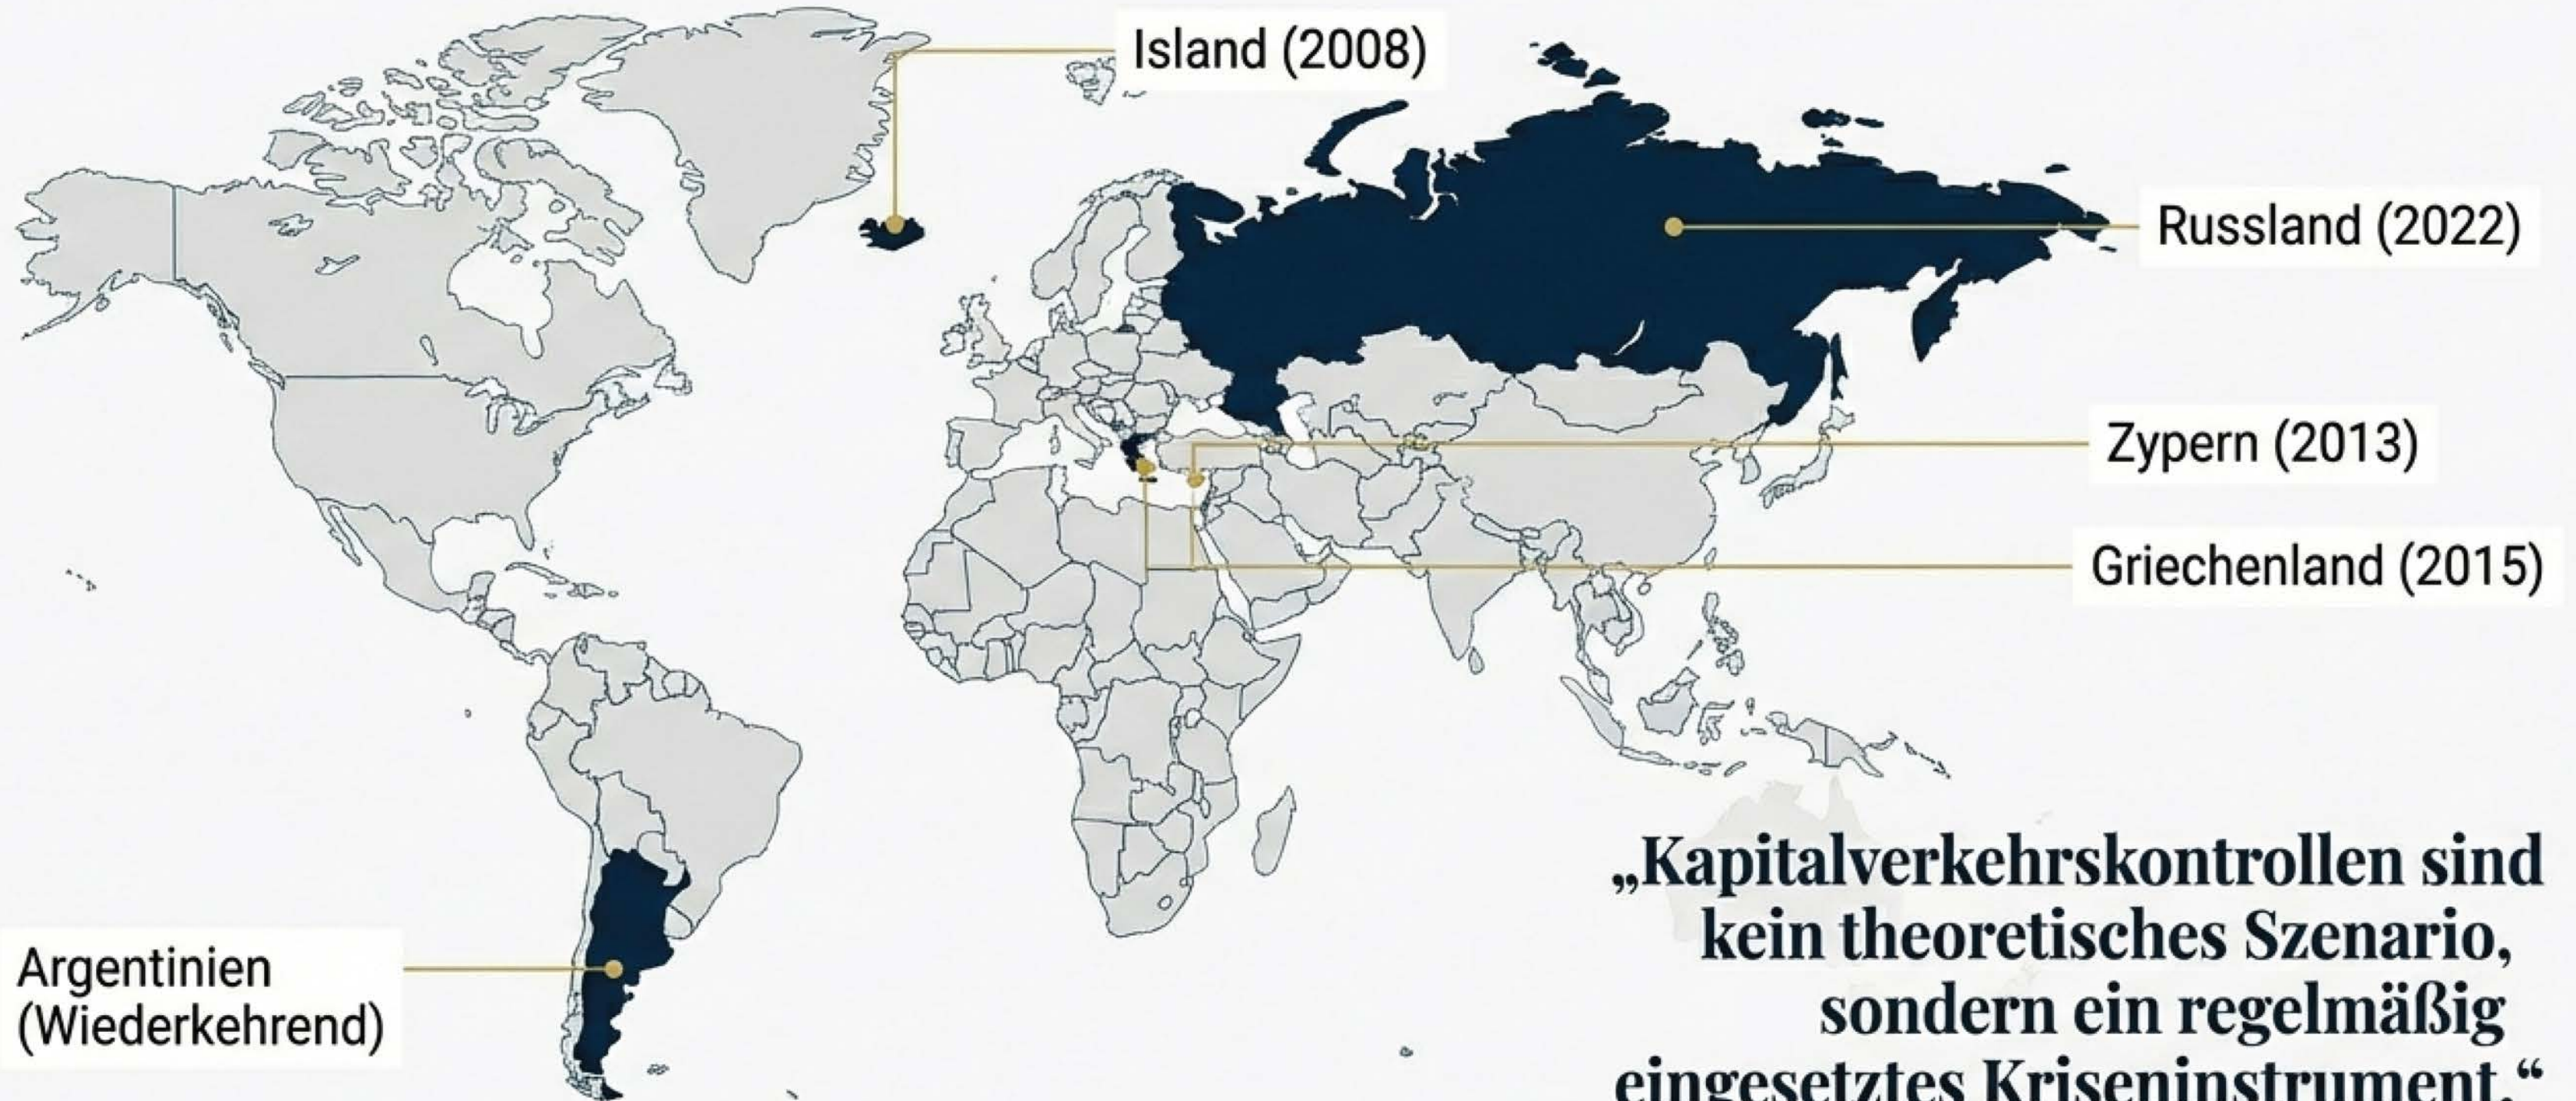 Island (2008)
Russland (2022)
Zypern (2013)
Griechenland (2015)
Argentinien
(Wiederkehrend)
„Kapitalverkehrskontrollen sind
kein theoretisches Szenario,
sondern ein regelmäßig
eingesetztes Kriseninstrument.“